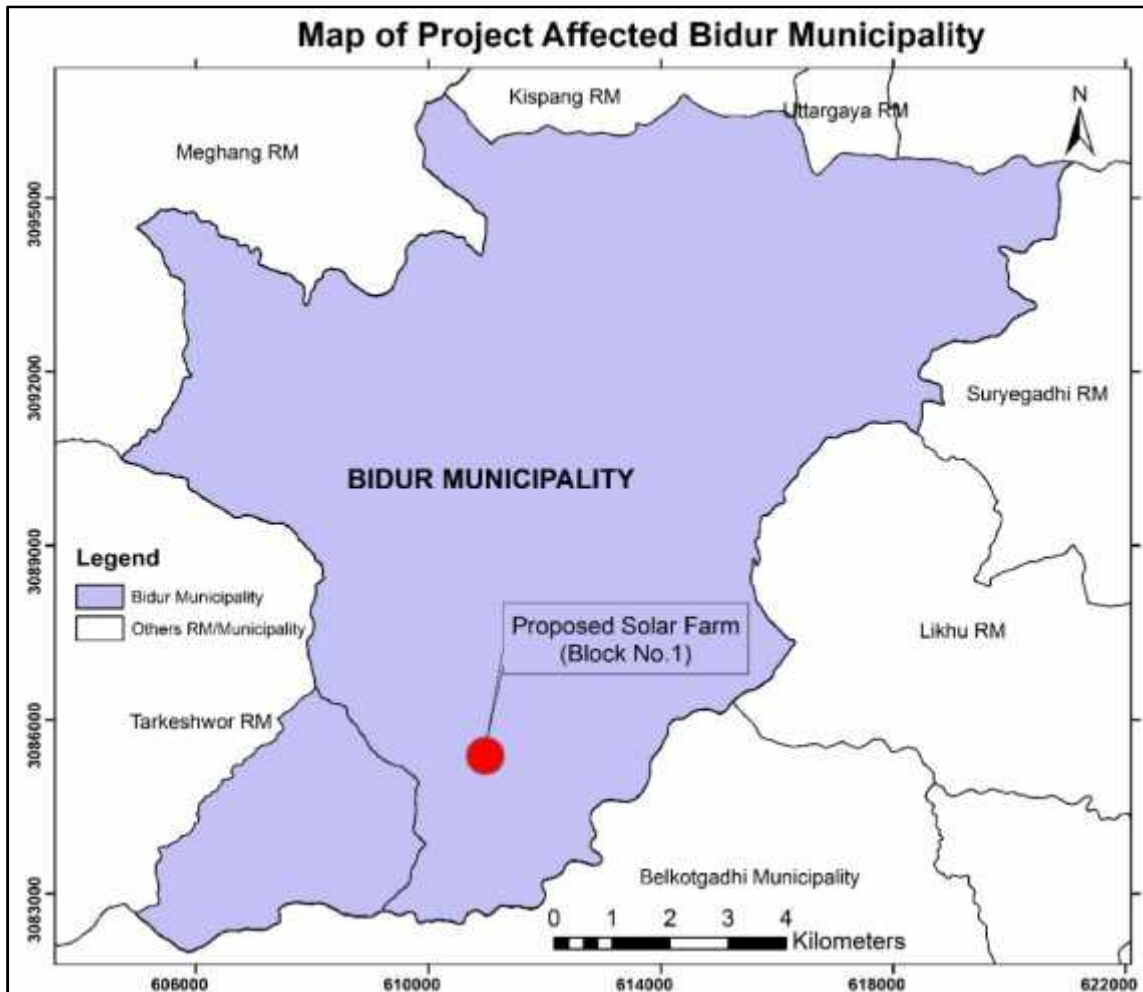 Map of Project Affected Bidur Municipality
Kispang RM
Uttargaya RM
N
Meghang RM
3095000
3092000
Suryegadhi RM
BIDUR MUNICIPALITY
3089000
Legend
Bidur Municipality
Others RM/Municipality
Proposed Solar Farm
(Block No.1)
Likhu RM
Tarkeshwor RM
3086000
Belkotgadhi Municipality
3083000
0 1 2 3 4
Kilometers
606000 610000 614000 618000 622000